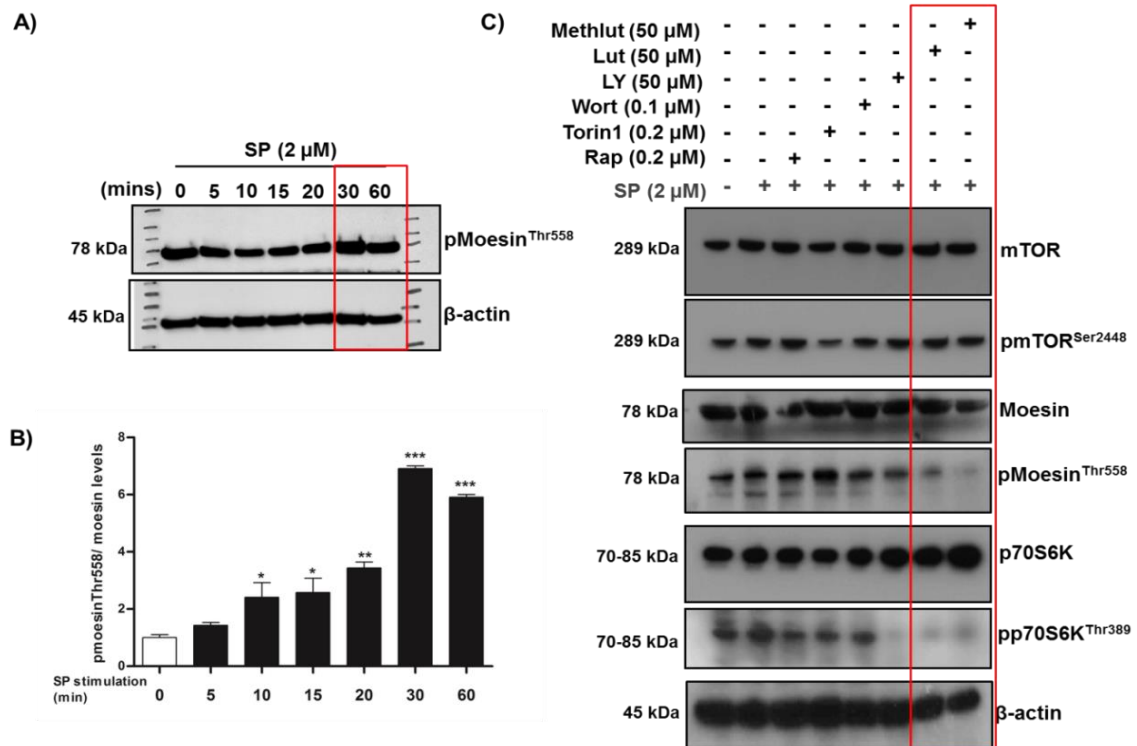 A)
SP (2 µM)
(mins) 0 5 10 15 20 30 60
78 kDa pMoesinThr558
45 kDa β-actin
B)
pmoesinThr558/ moesin levels
8
6
4
2
0
* * ** *** ***
SP stimulation
(min) 0 5 10 15 20 30 60
C)
Methlut (50 µM) - - - - - - - +
Lut (50 µM) - - - - - - + -
LY (50 µM) - - - - - + - -
Wort (0.1 µM) - - - - + - - -
Torin1 (0.2 µM) - - - + - - - -
Rap (0.2 µM) - - + - - - - -
SP (2 µM) - + + + + + + +
289 kDa mTOR
289 kDa pmTORSer2448
78 kDa Moesin
78 kDa pMoesinThr558
70-85 kDa p70S6K
70-85 kDa pp70S6KThr389
45 kDa β-actin